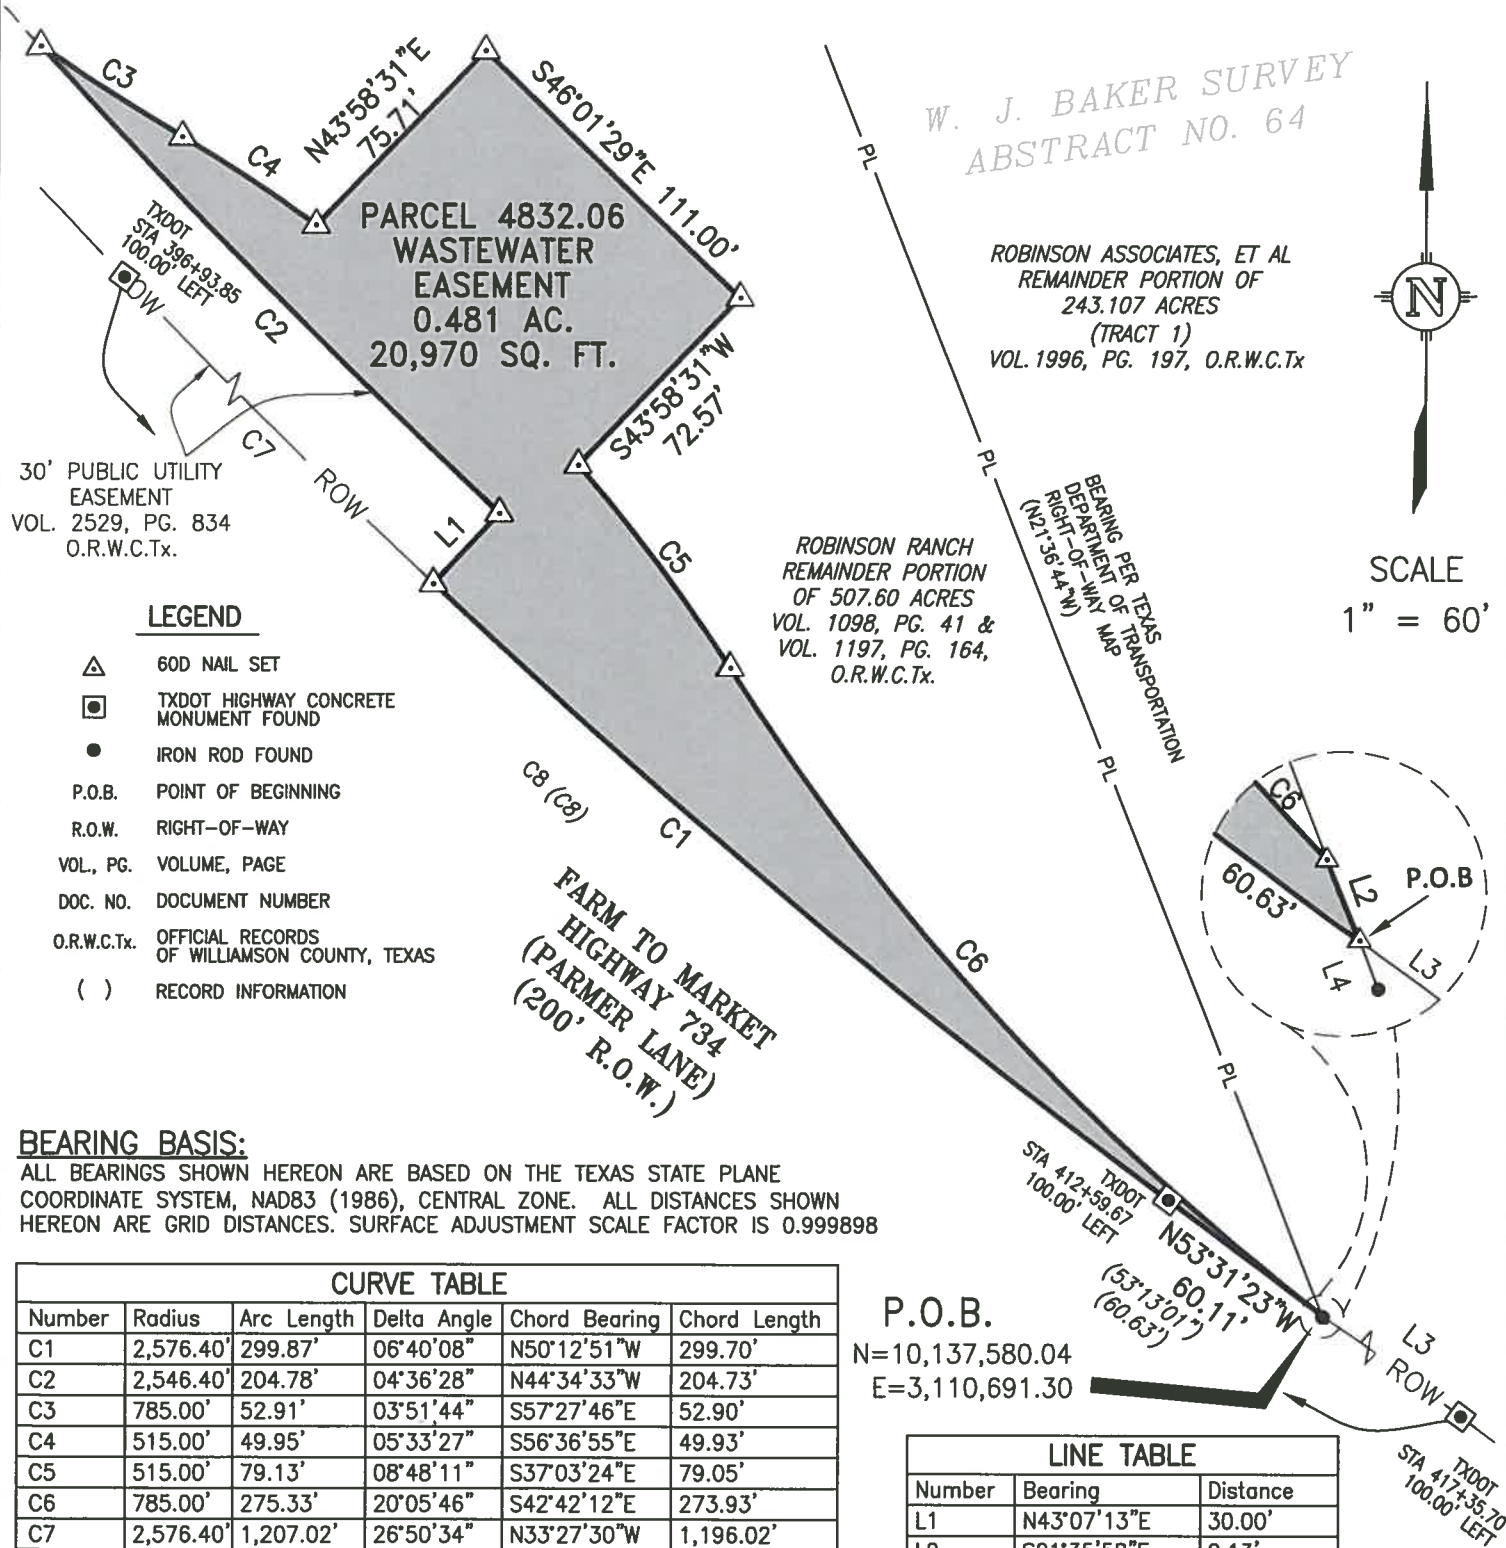 C3
C4
N43°58'31"E
75.71'
S46°01'29"E 111.00'
W. J. BAKER SURVEY
ABSTRACT NO. 64
PL
PARCEL 4832.06
WASTEWATER
EASEMENT
0.481 AC.
20,970 SQ. FT.
TXDOT
STA 396+93.85
100.00' LEFT
C2
ROBINSON ASSOCIATES, ET AL
REMAINDER PORTION OF
243.107 ACRES
(TRACT 1)
VOL. 1996, PG. 197, O.R.W.C.Tx
N
S43°58'31"W
72.57'
C7
ROW
L1
PL
30' PUBLIC UTILITY
EASEMENT
VOL. 2529, PG. 834
O.R.W.C.Tx.
C5
ROBINSON RANCH
REMAINDER PORTION
OF 507.60 ACRES
VOL. 1098, PG. 41 &
VOL. 1197, PG. 164,
O.R.W.C.Tx.
BEARING PER TEXAS
DEPARTMENT OF TRANSPORTATION
RIGHT-OF-WAY MAP
(N21°36'44"W)
SCALE
1" = 60'
LEGEND
60D NAIL SET
TXDOT HIGHWAY CONCRETE
MONUMENT FOUND
IRON ROD FOUND
P.O.B. POINT OF BEGINNING
R.O.W. RIGHT-OF-WAY
VOL., PG. VOLUME, PAGE
DOC. NO. DOCUMENT NUMBER
O.R.W.C.Tx. OFFICIAL RECORDS
OF WILLIAMSON COUNTY, TEXAS
( ) RECORD INFORMATION
PL
C8 (C8)
C1
C6
60.63'
L2
P.O.B
L3
L4
FARM TO MARKET
HIGHWAY 734
(PARMER LANE)
(200' R.O.W.)
C6
PL
BEARING BASIS:
ALL BEARINGS SHOWN HEREON ARE BASED ON THE TEXAS STATE PLANE
COORDINATE SYSTEM, NAD83 (1986), CENTRAL ZONE. ALL DISTANCES SHOWN
HEREON ARE GRID DISTANCES. SURFACE ADJUSTMENT SCALE FACTOR IS 0.999898
TXDOT
STA 412+59.67
100.00' LEFT
N53°31'23"W
60.11'
(53°13'01")
(60.63')
P.O.B.
N=10,137,580.04
E=3,110,691.30
L3
ROW
TXDOT
STA 417+35.70
100.00' LEFT
CURVE TABLE
Number Radius Arc Length Delta Angle Chord Bearing Chord Length
C1 2,576.40' 299.87' 06°40'08" N50°12'51"W 299.70'
C2 2,546.40' 204.78' 04°36'28" N44°34'33"W 204.73'
C3 785.00' 52.91' 03°51'44" S57°27'46"E 52.90'
C4 515.00' 49.95' 05°33'27" S56°36'55"E 49.93'
C5 515.00' 79.13' 08°48'11" S37°03'24"E 79.05'
C6 785.00' 275.33' 20°05'46" S42°42'12"E 273.93'
C7 2,576.40' 1,207.02' 26°50'34" N33°27'30"W 1,196.02'
LINE TABLE
Number Bearing Distance
L1 N43°07'13"E 30.00'